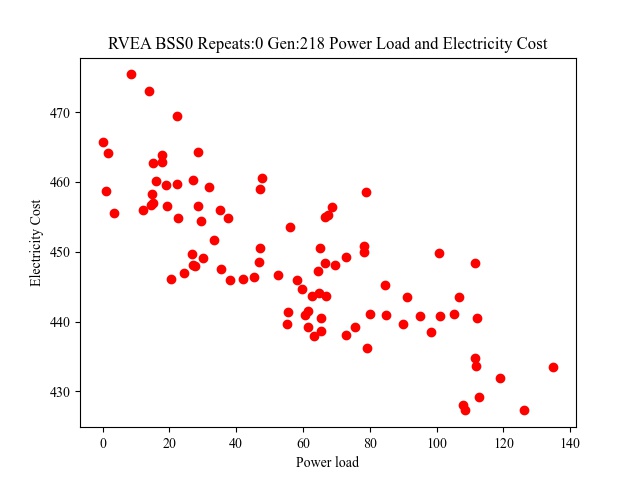 RVEA BSS0 Repeats:0 Gen:218 Power Load and Electricity Cost
470
460
450
440
430
Electricity Cost
0 20 40 60 80 100 120 140
Power load